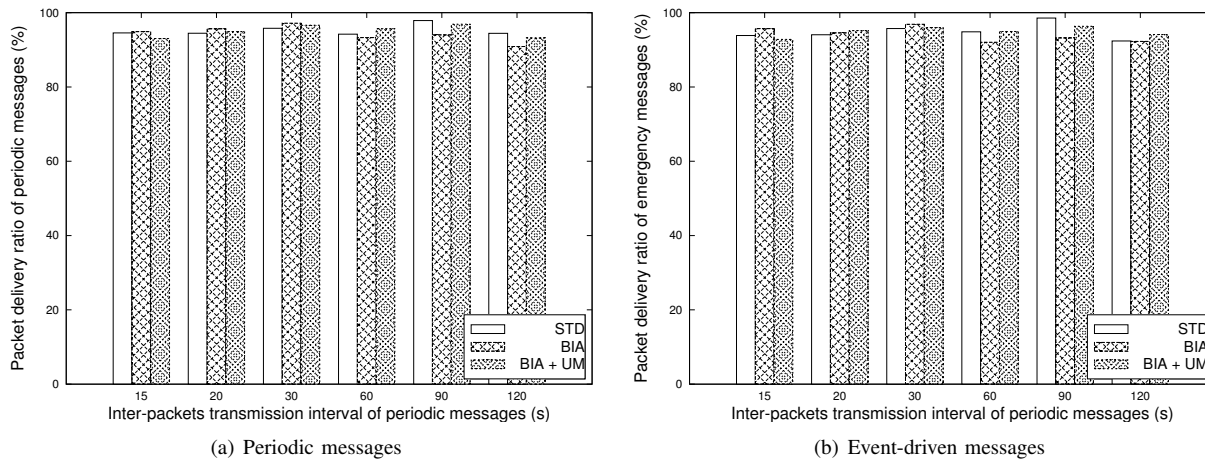 Packet delivery ratio of periodic messages (%)
100
80
60
40
20
0
15 20 30 60 90 120
Inter-packets transmission interval of periodic messages (s)
STD
BIA
BIA + UM
(a) Periodic messages
Packet delivery ratio of emergency messages (%)
100
80
60
40
20
0
15 20 30 60 90 120
Inter-packets transmission interval of periodic messages (s)
STD
BIA
BIA + UM
(b) Event-driven messages